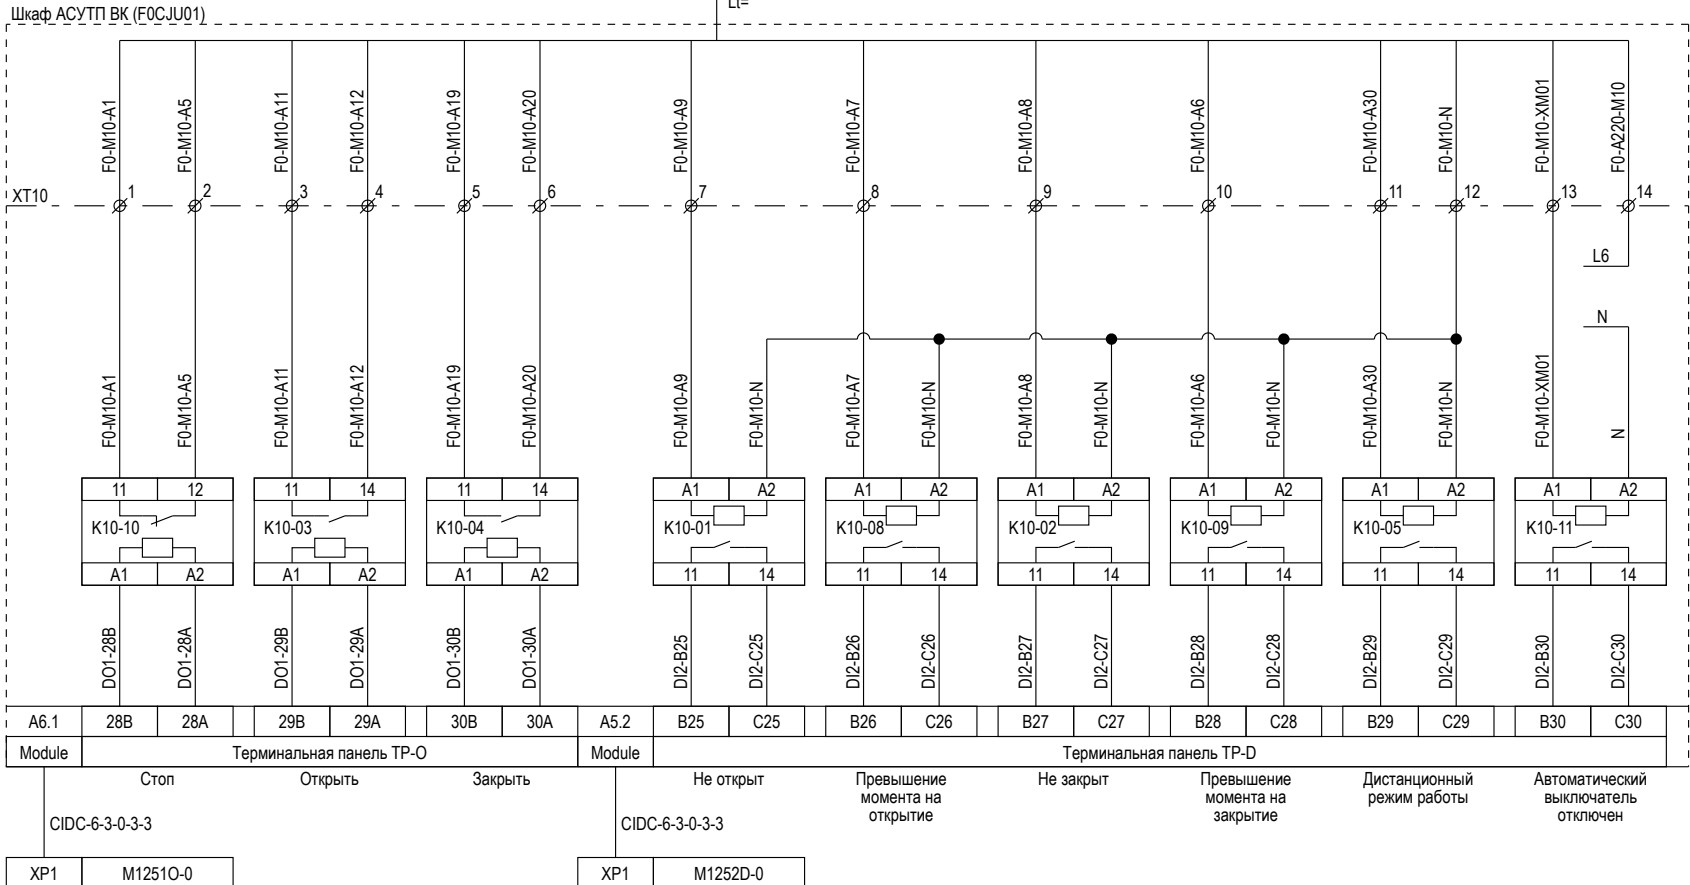 Шкаф АСУТП ВК (F0CJU01)
Lt=
F0-M10-A1 F0-M10-A5 F0-M10-A11 F0-M10-A12 F0-M10-A19 F0-M10-A20 F0-M10-A9 F0-M10-A7 F0-M10-A8 F0-M10-A6 F0-M10-A30 F0-M10-N F0-M10-XM01 F0-A220-M10
XT10 1 2 3 4 5 6 7 8 9 10 11 12 13 14
L6
N
F0-M10-A1 F0-M10-A5 F0-M10-A11 F0-M10-A12 F0-M10-A19 F0-M10-A20 F0-M10-A9 F0-M10-N F0-M10-A7 F0-M10-N F0-M10-A8 F0-M10-N F0-M10-A6 F0-M10-N F0-M10-A30 F0-M10-N F0-M10-XM01 N
11 12 11 14 11 14 A1 A2 A1 A2 A1 A2 A1 A2 A1 A2 A1 A2
K10-10 K10-03 K10-04 K10-01 K10-08 K10-02 K10-09 K10-05 K10-11
A1 A2 A1 A2 A1 A2 11 14 11 14 11 14 11 14 11 14 11 14
DO1-28B DO1-28A DO1-29B DO1-29A DO1-30B DO1-30A DI2-B25 DI2-C25 DI2-B26 DI2-C26 DI2-B27 DI2-C27 DI2-B28 DI2-C28 DI2-B29 DI2-C29 DI2-B30 DI2-C30
A6.1 28B 28A 29B 29A 30B 30A A5.2 B25 C25 B26 C26 B27 C27 B28 C28 B29 C29 B30 C30
Module Терминальная панель TP-O Module Терминальная панель TP-D
Стоп Открыть Закрыть Не открыт Превышение Не закрыт Превышение Дистанционный Автоматический
момента на момента на режим работы выключатель
открытие закрытие отключен
CIDC-6-3-0-3-3 CIDC-6-3-0-3-3
XP1 M1251O-0 XP1 M1252D-0